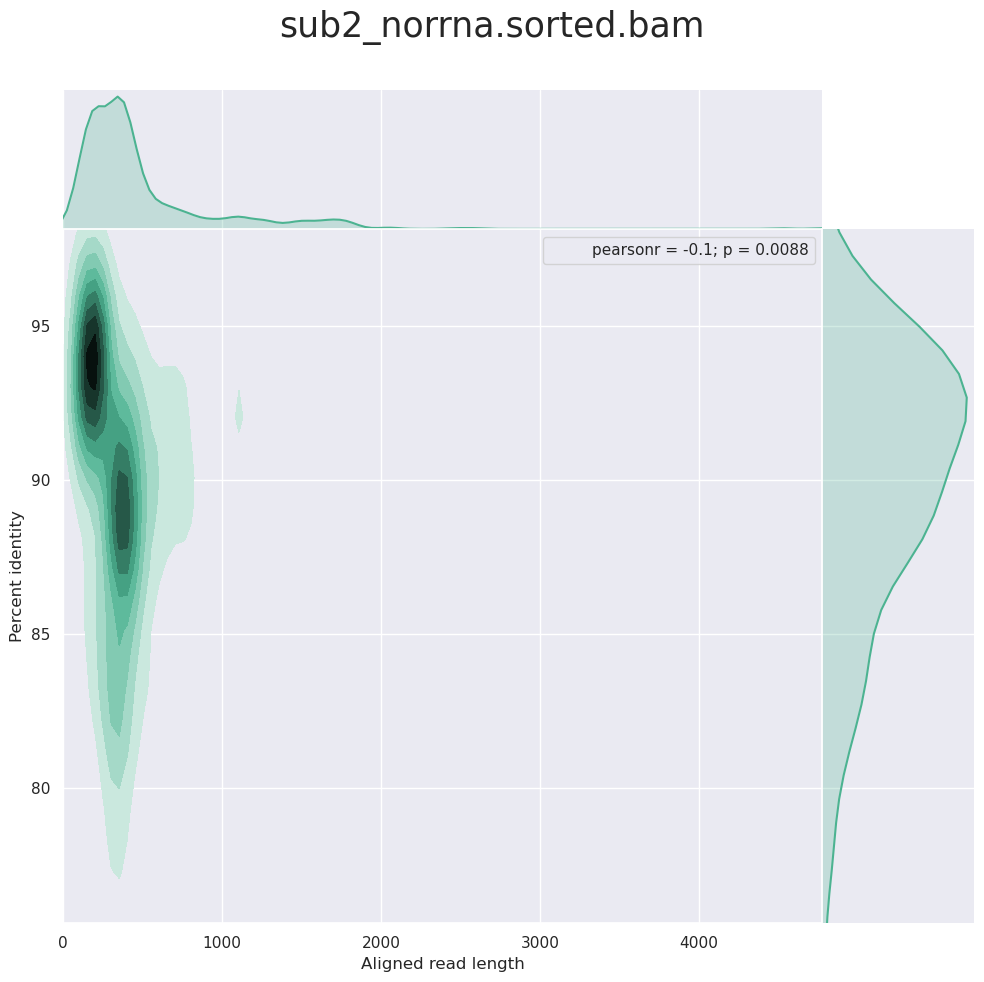 sub2_norrna.sorted.bam
pearsonr = -0.1; p = 0.0088
95
90
85
80
Percent identity
0 1000 2000 3000 4000
Aligned read length